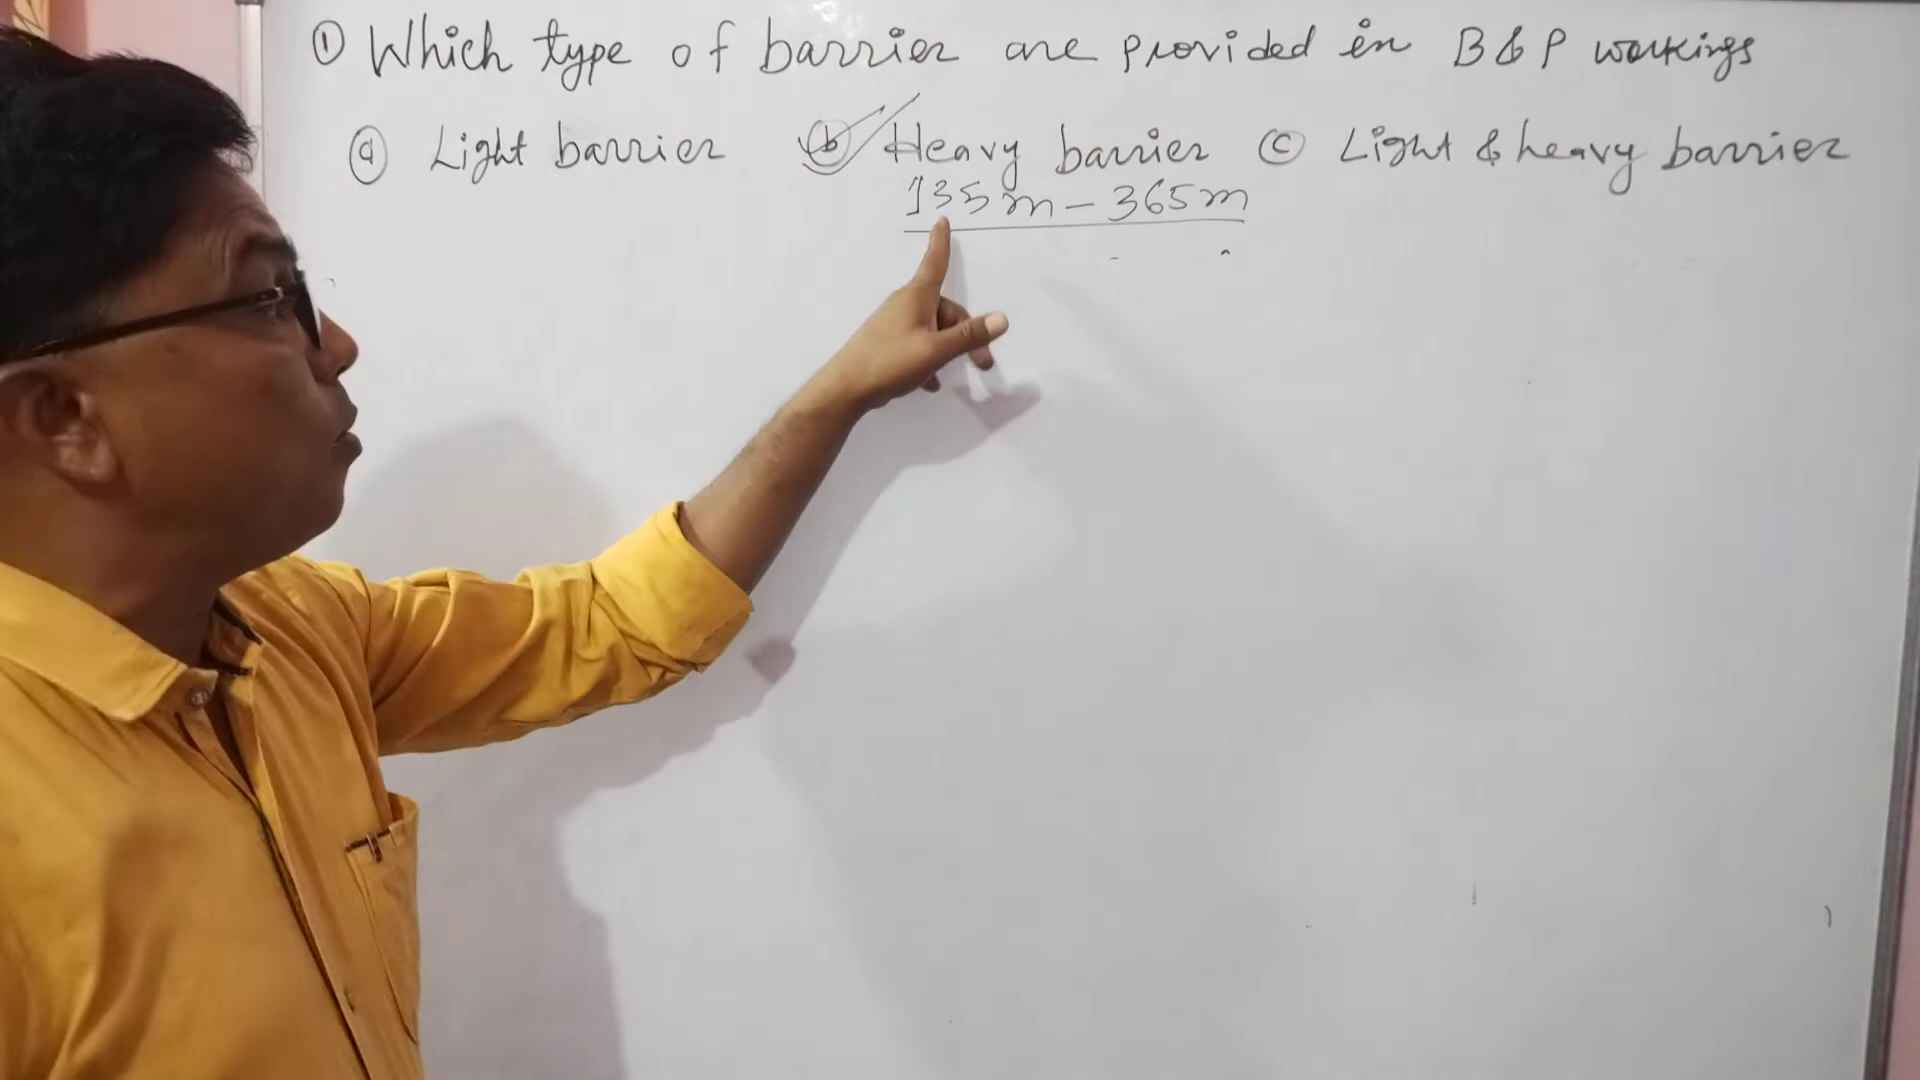 ① Which type of barrier are provided in B & P workings
ⓐ Light barrier ⓑ Heavy barrier ⓒ Light & heavy barrier
135m - 365m